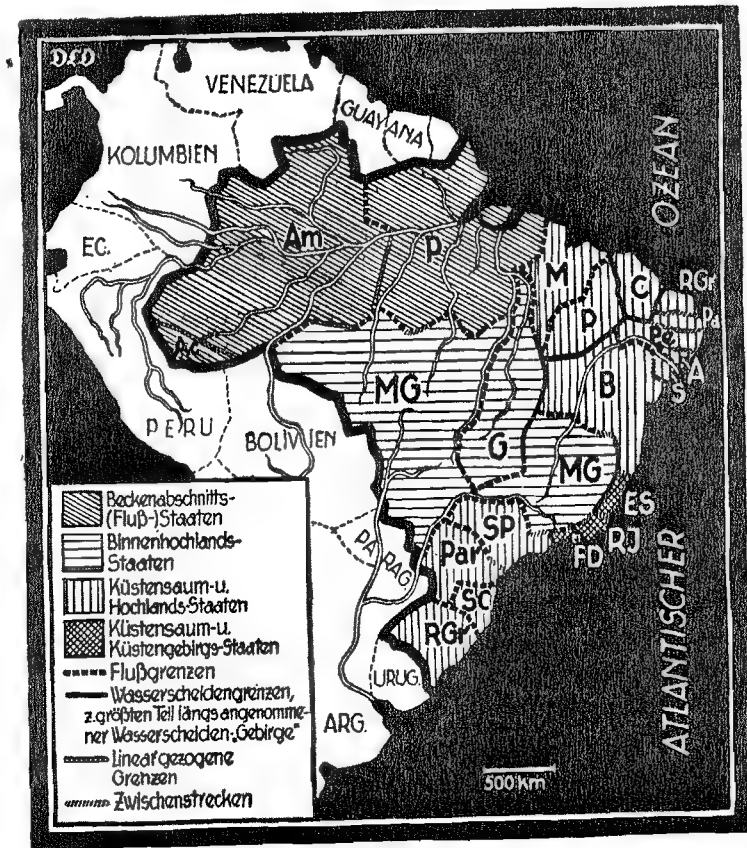 DCD
VENEZUELA
GUAYANA
KOLUMBIEN
OZEAN
EC.
Am
P
M
C
RGr
Pa
P
Pe
Ac
A
S
MG
B
PERU
BOLIVIEN
G
MG
ES
SP
RJ
FD
PARAG.
Par
SC
RGr
URUG.
ARG.
ATLANTISCHER
500 km
Beckenabschnitts-
(Fluß-)Staaten
Binnenhochlands-
Staaten
Küstensaum-u.
Hochlands-Staaten
Küstensaum-u.
Küstengebirgs-Staaten
Flußgrenzen
Wasserscheidengrenzen,
z.größten Teil längs angenomme-
ner Wasserscheiden-„Gebirge"
Linear gezogene
Grenzen
Zwischenstrecken